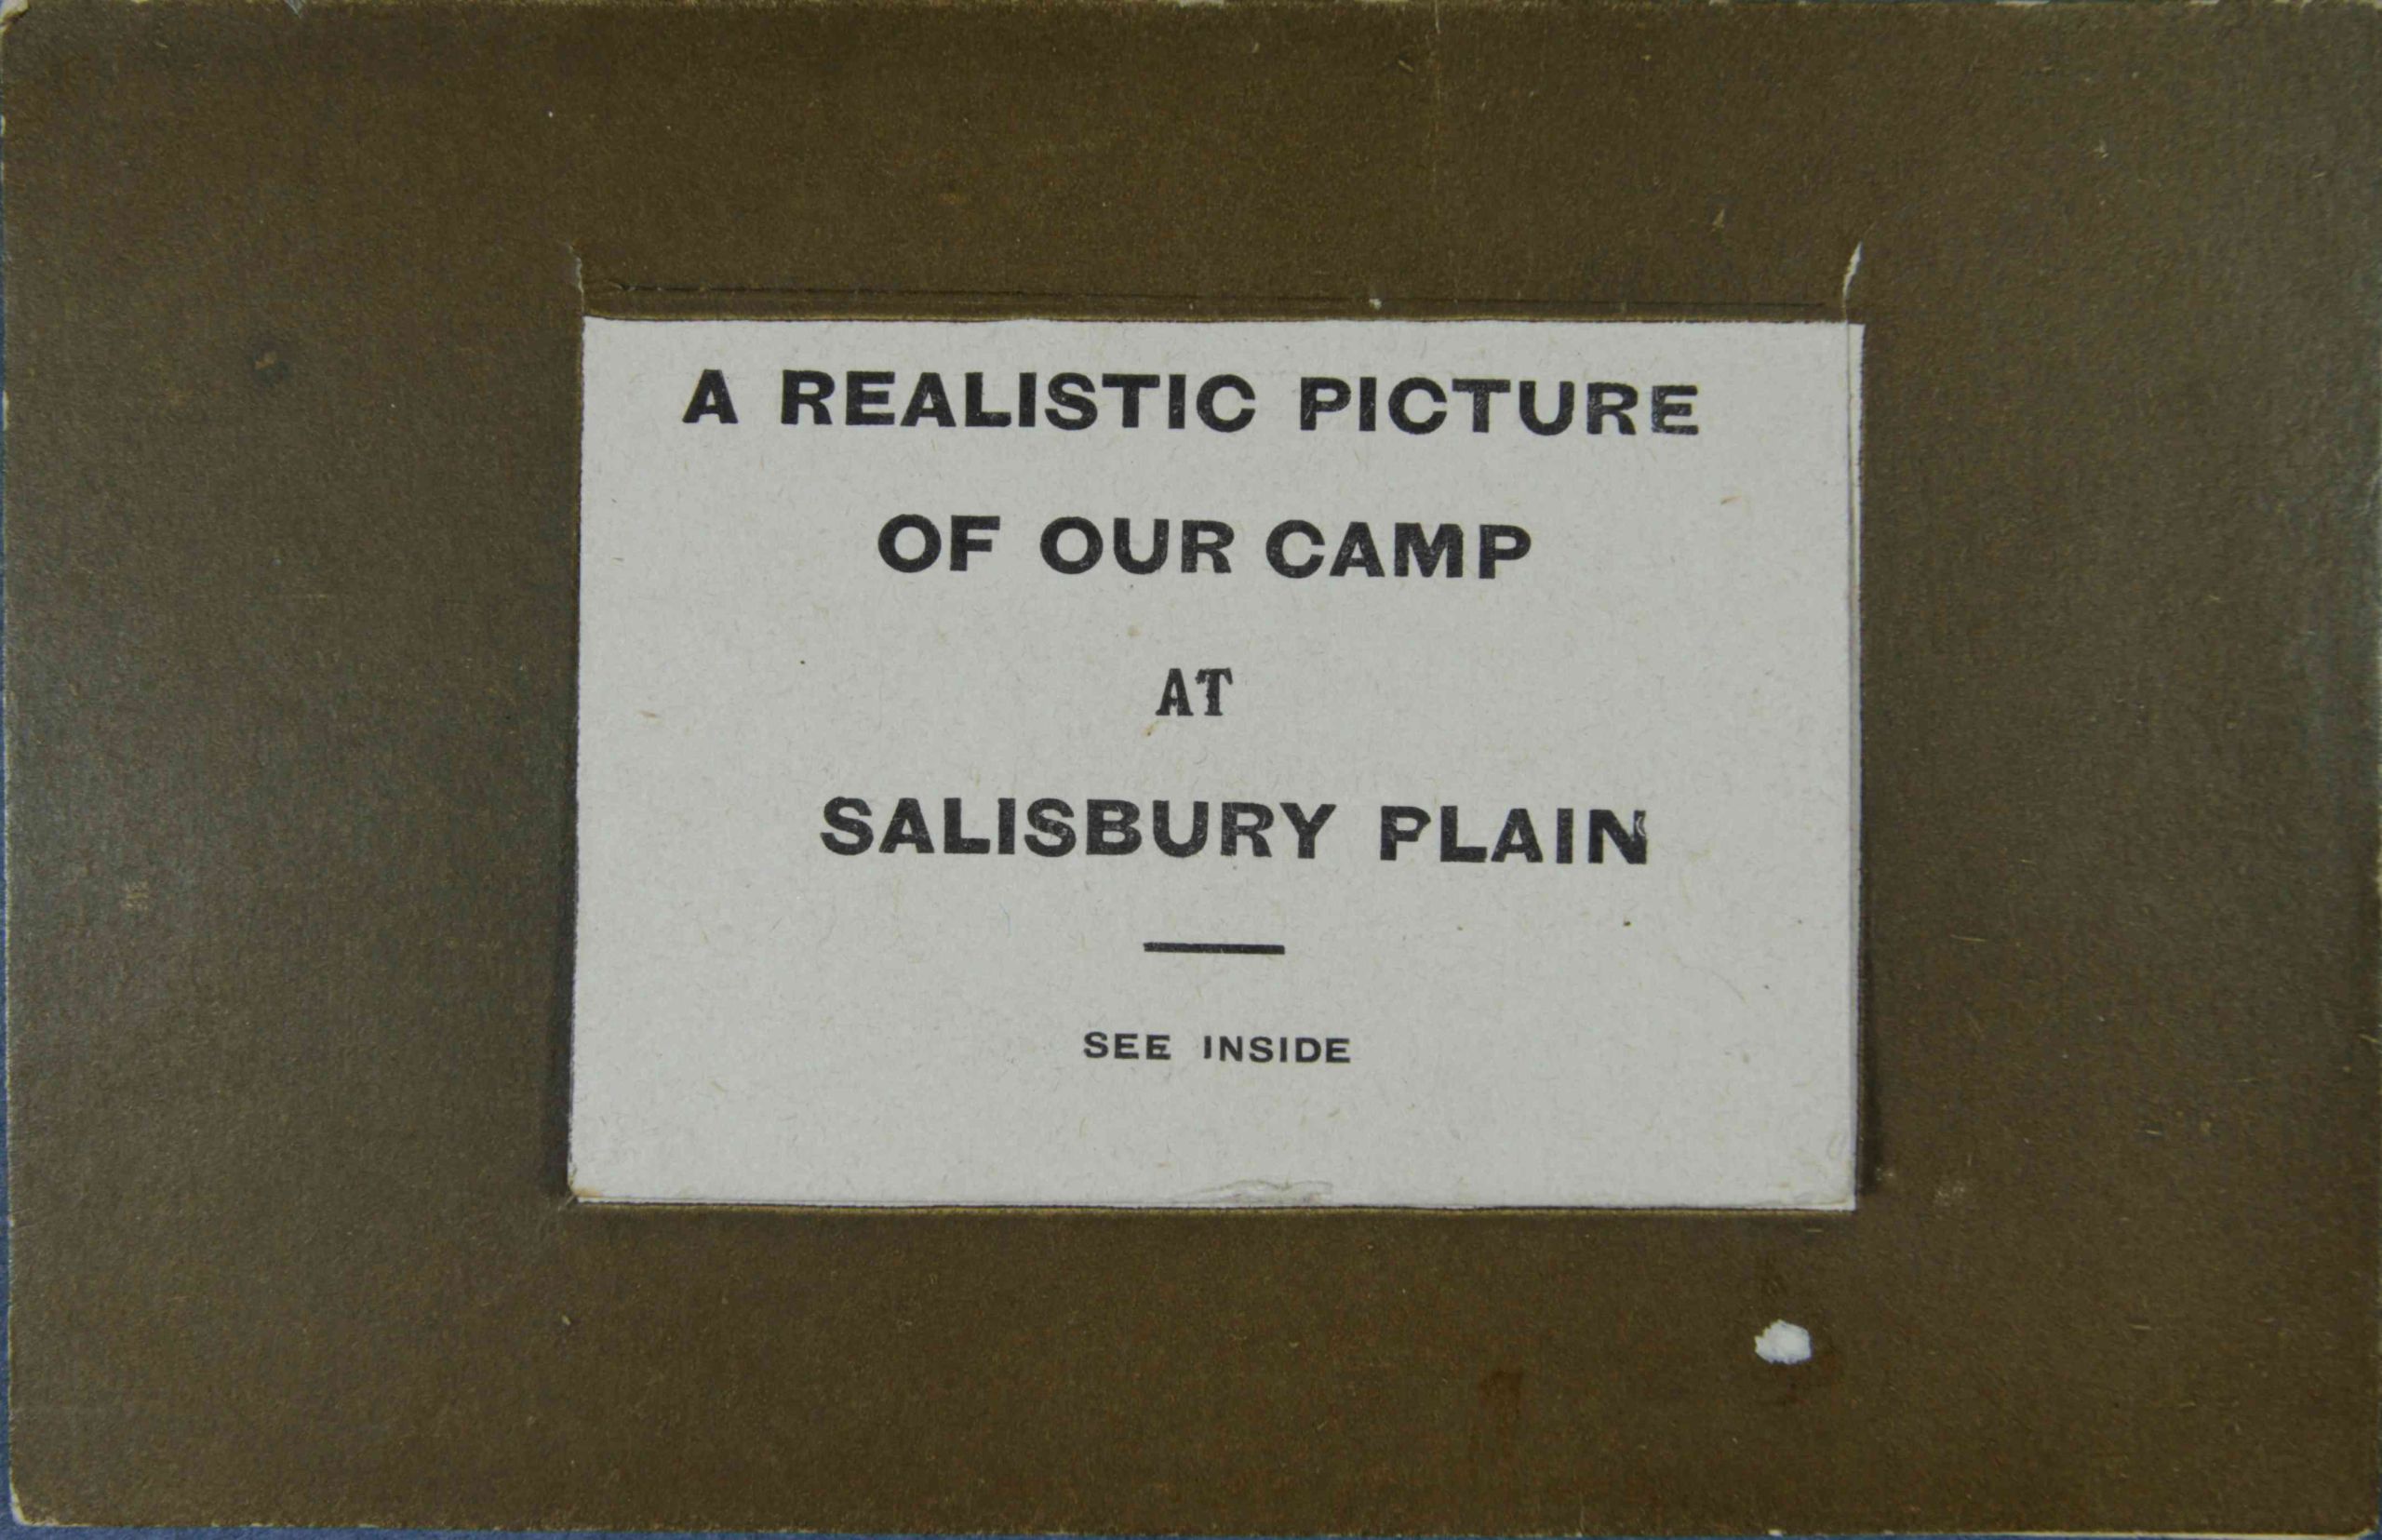 A REALISTIC PICTURE
OF OUR CAMP
AT
SALISBURY PLAIN
SEE INSIDE